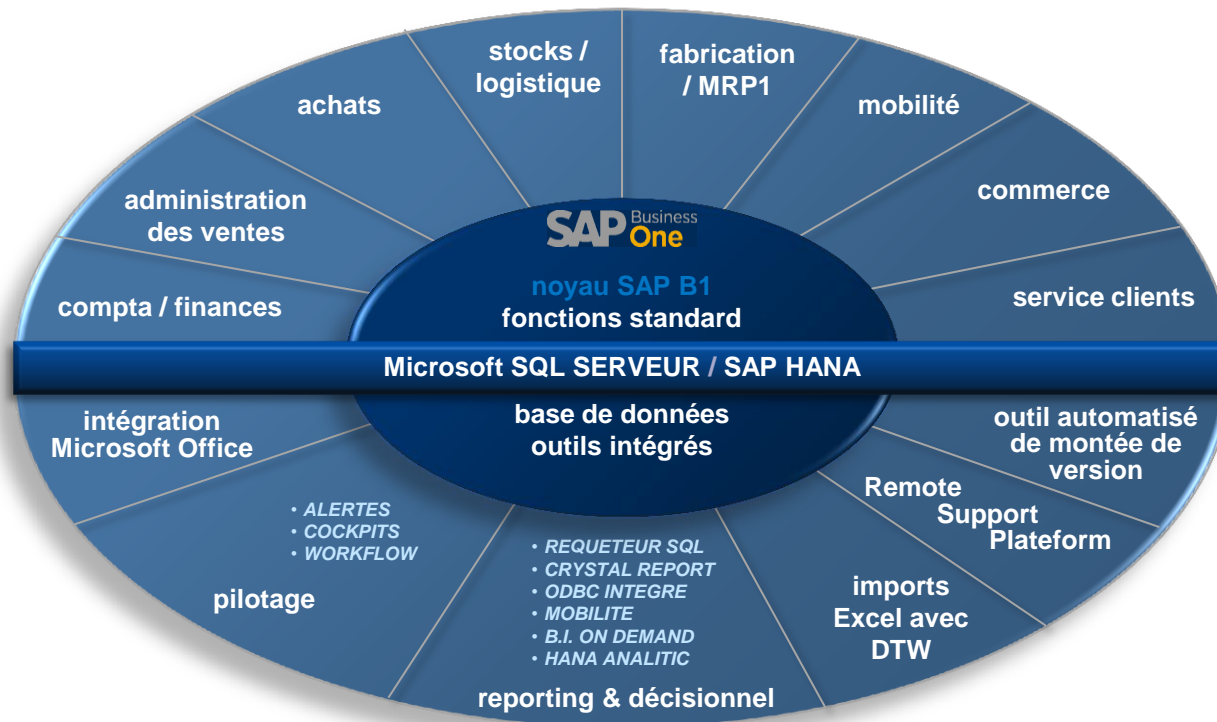 stocks /
logistique
fabrication
/ MRP1
achats
mobilité
administration
des ventes
commerce
compta / finances
service clients
SAP Business
One
noyau SAP B1
fonctions standard
Microsoft SQL SERVEUR / SAP HANA
base de données
outils intégrés
intégration
Microsoft Office
outil automatisé
de montée de
version
Remote
Support
Plateform
• ALERTES
• COCKPITS
• WORKFLOW
pilotage
• REQUETEUR SQL
• CRYSTAL REPORT
• ODBC INTEGRE
• MOBILITE
• B.I. ON DEMAND
• HANA ANALITIC
reporting & décisionnel
imports
Excel avec
DTW